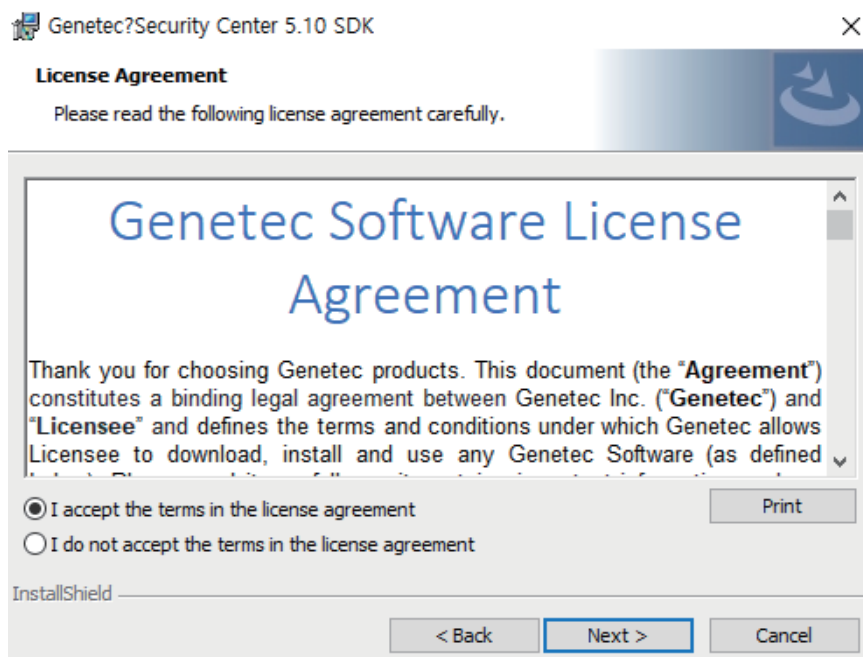 Genetec?Security Center 5.10 SDK
License Agreement
Please read the following license agreement carefully.
Genetec Software License
Agreement
Thank you for choosing Genetec products. This document (the “Agreement”)
constitutes a binding legal agreement between Genetec Inc. (“Genetec”) and
“Licensee” and defines the terms and conditions under which Genetec allows
Licensee to download, install and use any Genetec Software (as defined
I accept the terms in the license agreement
Print
I do not accept the terms in the license agreement
InstallShield
< Back
Next >
Cancel